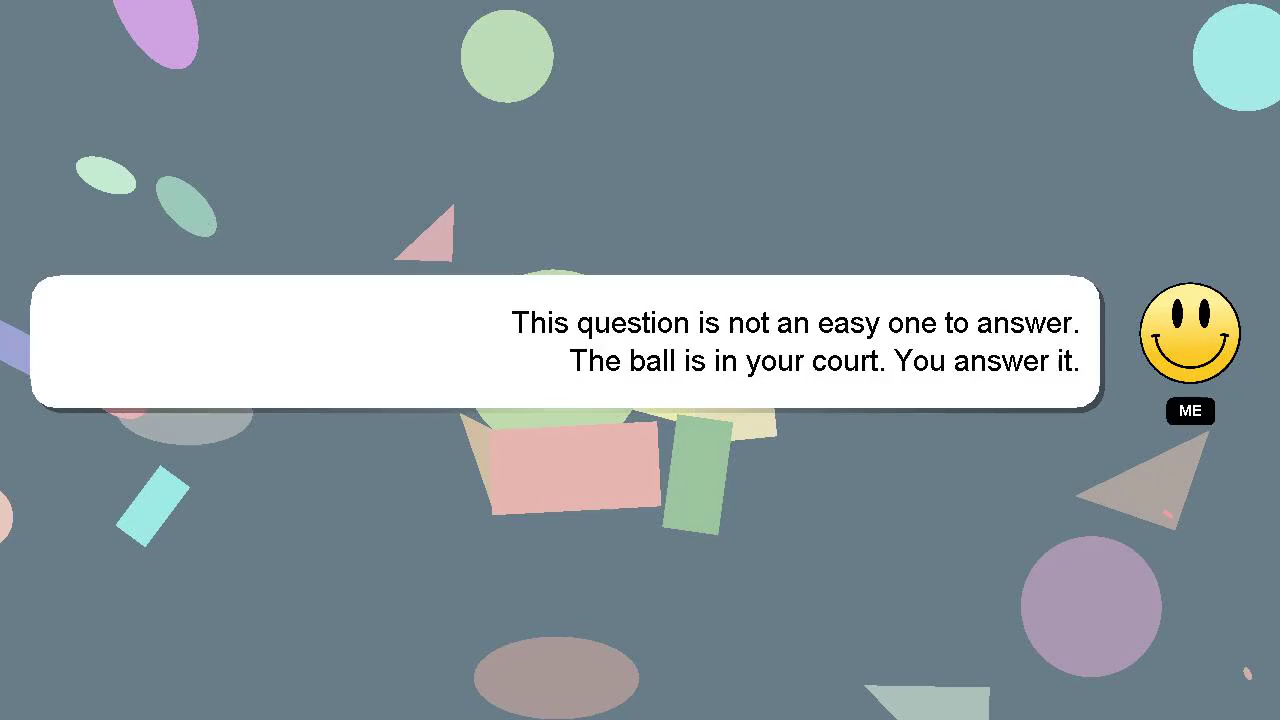 This question is not an easy one to answer.
The ball is in your court. You answer it.
ME